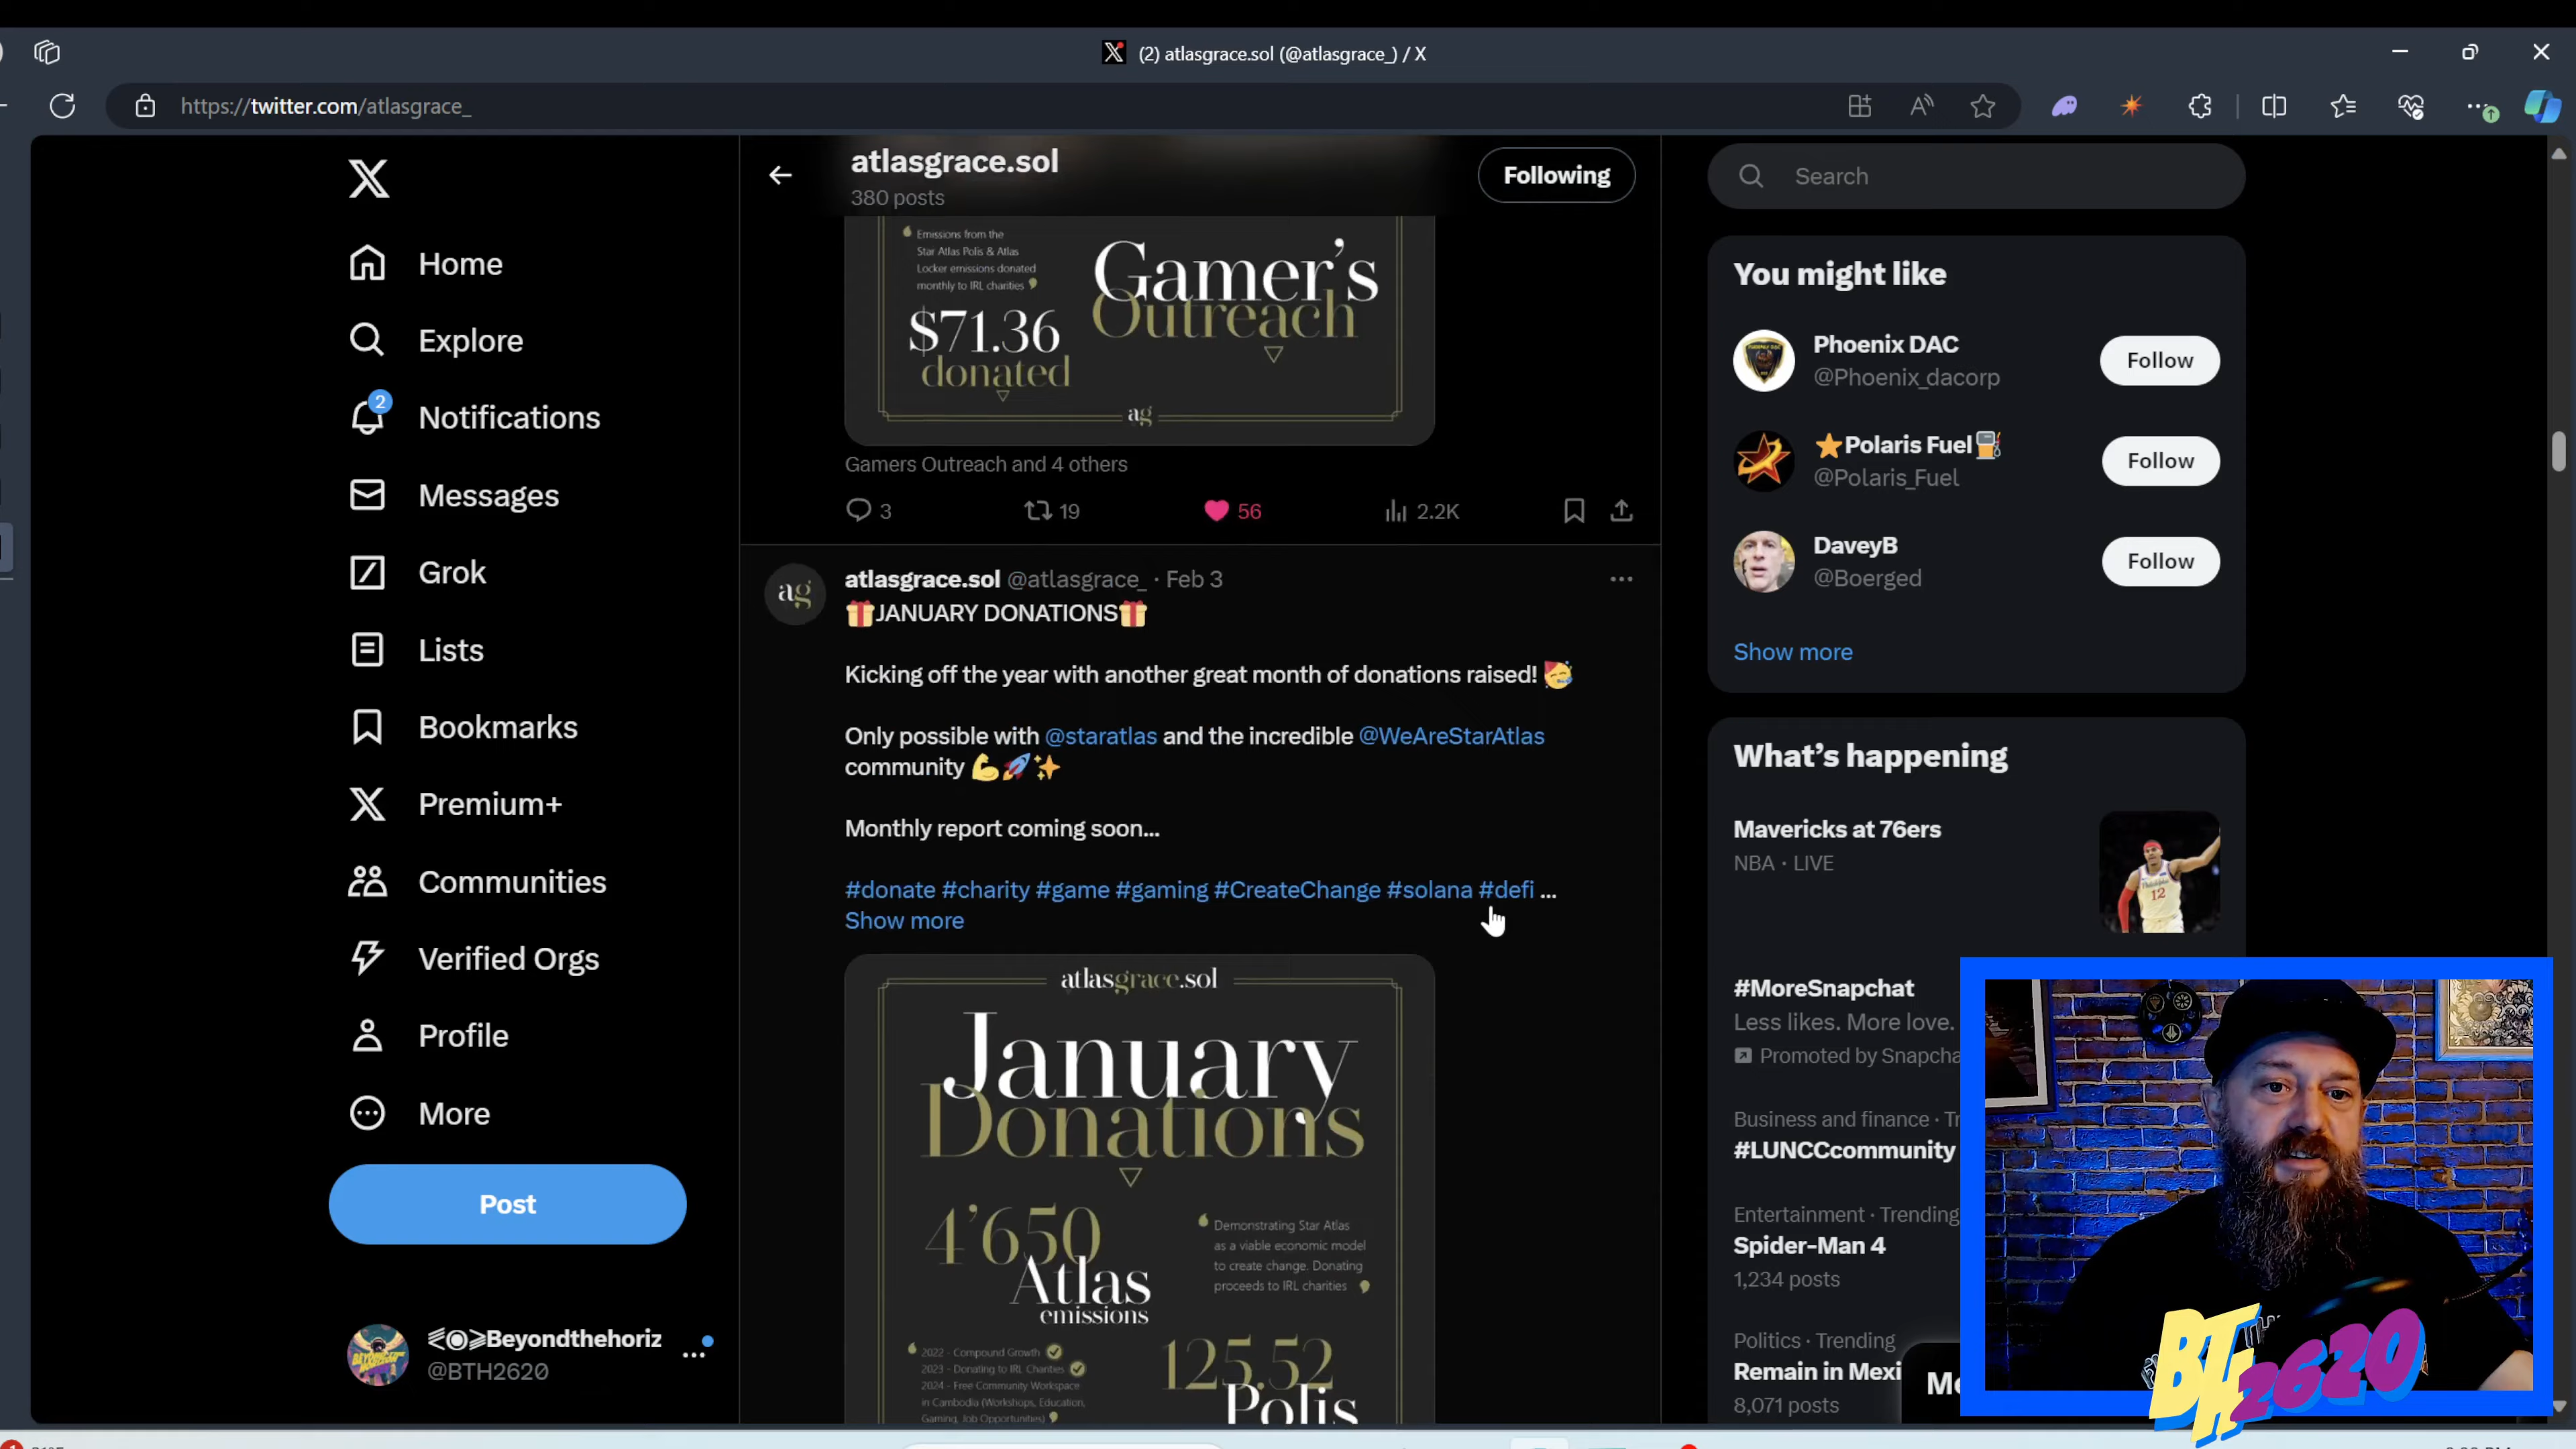 (2) atlasgrace.sol (@atlasgrace_) / X
https://twitter.com/atlasgrace_
atlasgrace.sol
380 posts
Following
Search
Home
Explore
2
Notifications
Messages
Grok
Lists
Bookmarks
Premium+
Communities
Verified Orgs
Profile
More
Post
Beyondthehoriz
@BTH2620
Emissions from the
Star Atlas Polis & Atlas
Locker emissions donated
monthly to IRL charities
$71.36
donated
Gamer's
Outreach
ag
Gamers Outreach and 4 others
3
19
56
2.2K
ag
atlasgrace.sol @atlasgrace_ · Feb 3
🎁JANUARY DONATIONS🎁
Kicking off the year with another great month of donations raised! 🥳
Only possible with @staratlas and the incredible @WeAreStarAtlas
community 💪🚀✨
Monthly report coming soon...
#donate #charity #game #gaming #CreateChange #solana #defi ...
Show more
atlasgrace.sol
January
Donations
4'650
Atlas
emissions
Demonstrating Star Atlas
as a viable economic model
to create change. Donating
proceeds to IRL charities
2022 - Compound Growth
2023 - Donating to IRL Charities
2024 - Free Community Workspace
in Cambodia (Workshops, Education,
Gaming, Job Opportunities)
125.52
Polis
You might like
Phoenix DAC
@Phoenix_dacorp
Follow
⭐Polaris Fuel⛽
@Polaris_Fuel
Follow
DaveyB
@Boerged
Follow
Show more
What's happening
Mavericks at 76ers
NBA · LIVE
#MoreSnapchat
Less likes. More love.
Promoted by Snapcha
Business and finance · Tr
#LUNCCcommunity
Entertainment · Trending
Spider-Man 4
1,234 posts
Politics · Trending
Remain in Mexi
8,071 posts
BTH2620